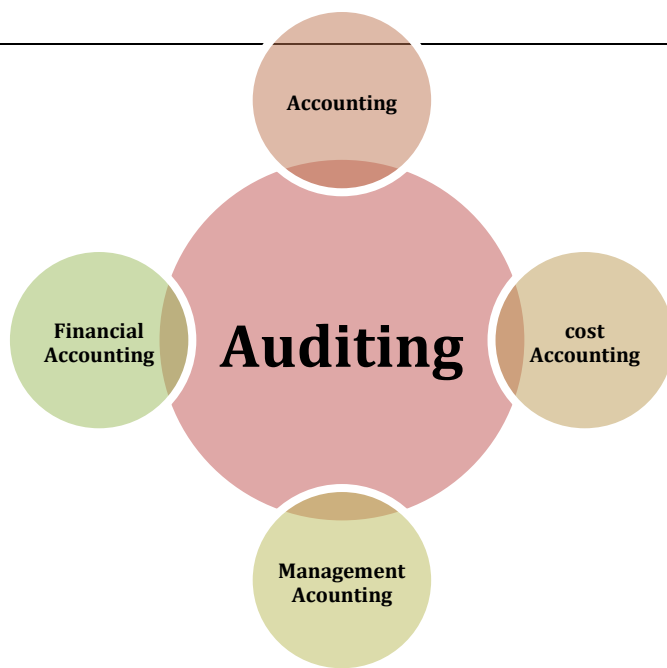 Accounting
Financial
Accounting
Auditing
cost
Accounting
Management
Acounting